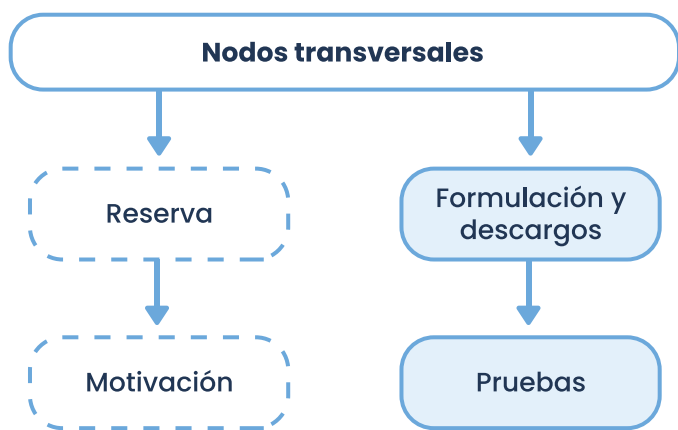 Nodos transversales
Reserva
Formulación y
descargos
Motivación
Pruebas